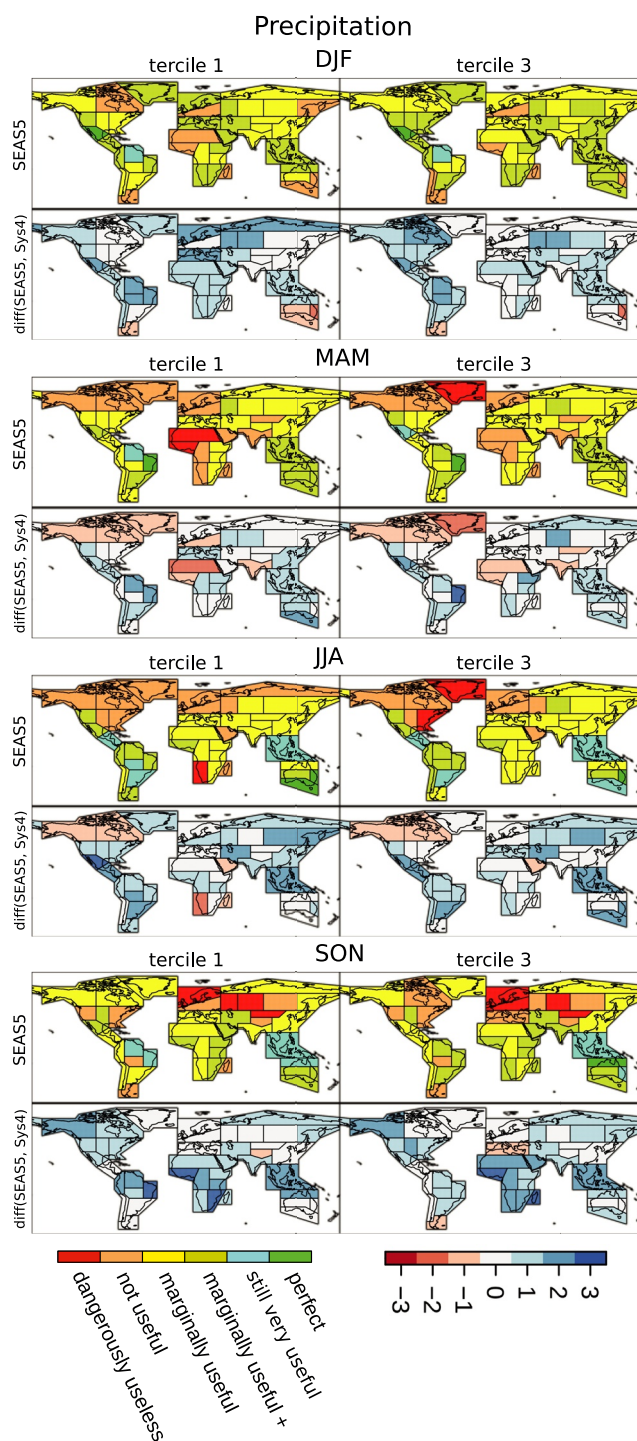 Precipitation
DJF
tercile 1 tercile 3
SEAS5
diff(SEAS5, Sys4)
MAM
tercile 1 tercile 3
SEAS5
diff(SEAS5, Sys4)
JJA
tercile 1 tercile 3
SEAS5
diff(SEAS5, Sys4)
SON
tercile 1 tercile 3
SEAS5
diff(SEAS5, Sys4)
dangerously useless
not useful
marginally useful
marginally useful +
still very useful
perfect
-3 -2 -1 0 1 2 3